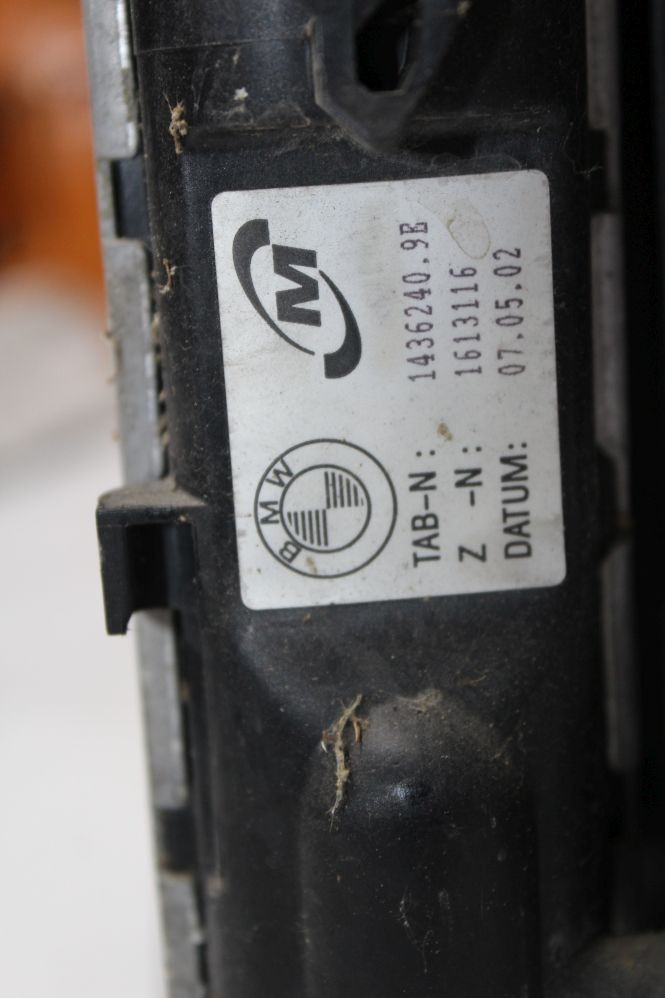 BMW M
TAB-N: 1436240.9B
Z -N: 1613116
DATUM: 07.05.02